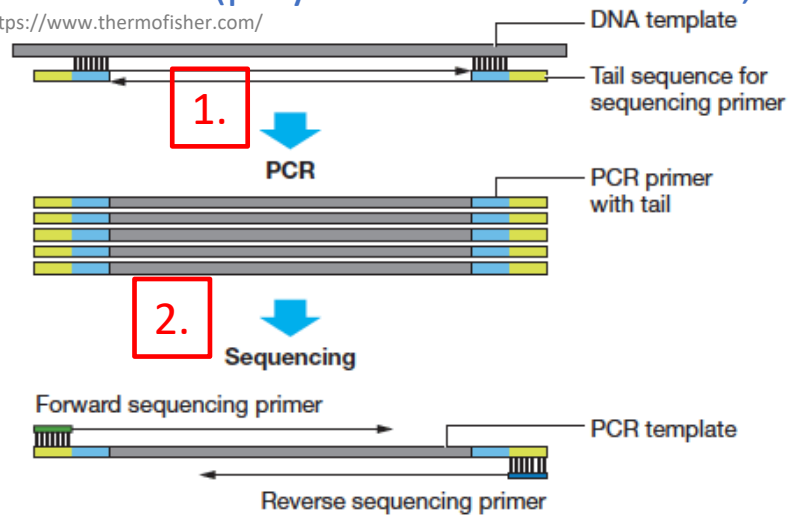 tps://www.thermofisher.com/
DNA template
Tail sequence for
sequencing primer
1.
PCR
PCR primer
with tail
2.
Sequencing
Forward sequencing primer
PCR template
Reverse sequencing primer